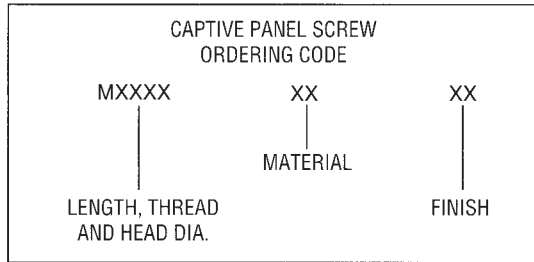 CAPTIVE PANEL SCREW
ORDERING CODE
MXXXX XX XX
MATERIAL
LENGTH, THREAD FINISH
AND HEAD DIA.